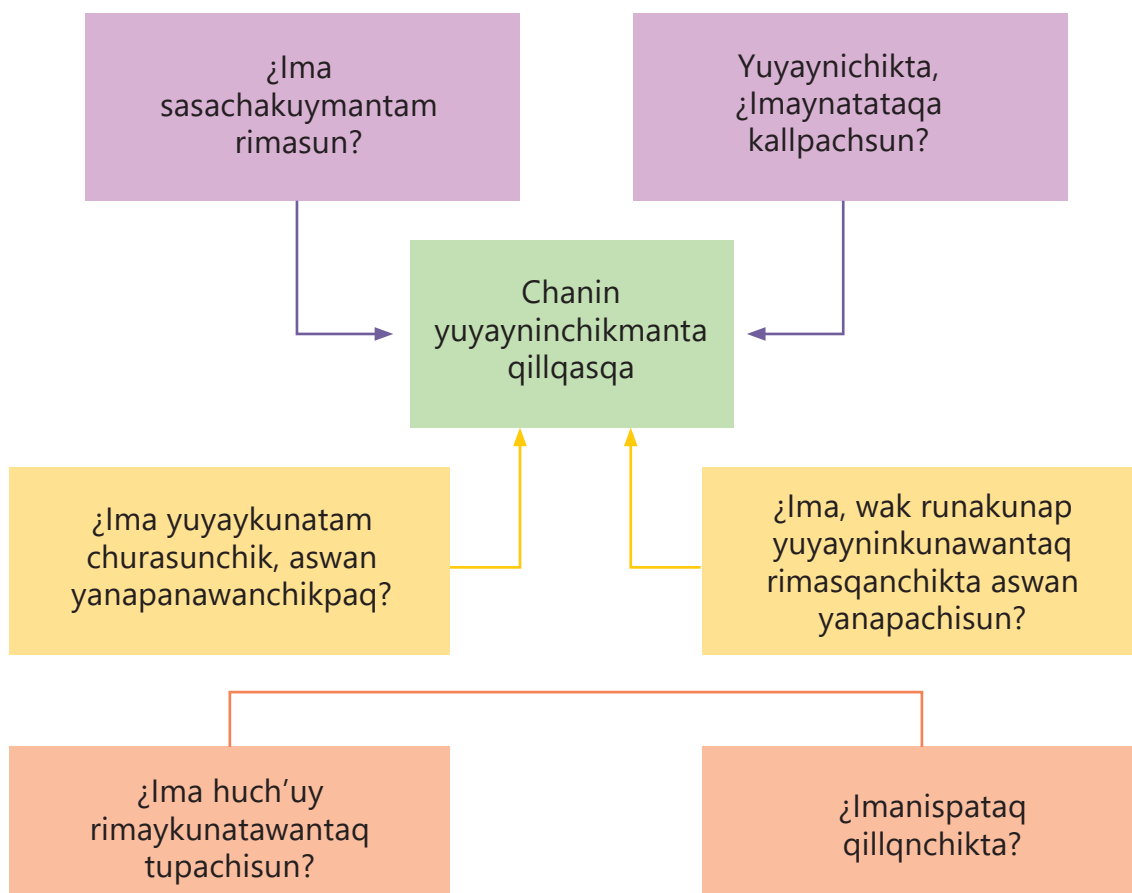 ¿Ima
sasachakuymantam
rimasun?
Yuyaynichikta,
¿Imaynatataqa
kallpachsun?
Chanin
yuyayninchikmanta
qillqasqa
¿Ima yuyaykunatam
churasunchik, aswan
yanapanawanchikpaq?
¿Ima, wak runakunap
yuyayninkunawantaq
rimasqanchikta aswan
yanapachisun?
¿Ima huch’uy
rimaykunatawantaq
tupachisun?
¿Imanispataq
qillqnchikta?